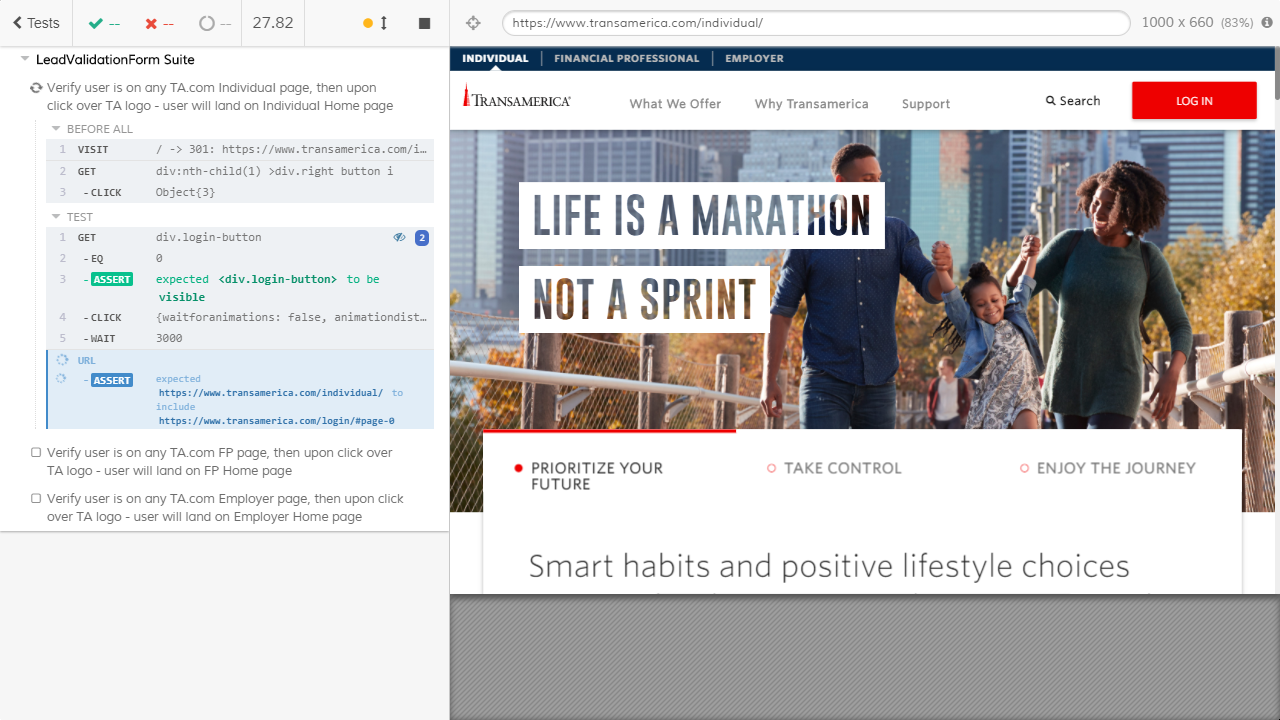 Tests
--
--
--
27.82
https://www.transamerica.com/individual/
1000 x 660 (83%)
LeadValidationForm Suite
Verify user is on any TA.com Individual page, then upon
click over TA logo - user will land on Individual Home page
BEFORE ALL
1 VISIT / -> 301: https://www.transamerica.com/i…
2 GET div:nth-child(1) >div.right button i
3 -CLICK Object{3}
TEST
1 GET div.login-button 2
2 -EQ 0
3 -ASSERT expected <div.login-button> to be
visible
4 -CLICK {waitforanimations: false, animationdist…
5 -WAIT 3000
URL
-ASSERT expected
https://www.transamerica.com/individual/ to
include
https://www.transamerica.com/login/#page-0
Verify user is on any TA.com FP page, then upon click over
TA logo - user will land on FP Home page
Verify user is on any TA.com Employer page, then upon click
over TA logo - user will land on Employer Home page
INDIVIDUAL FINANCIAL PROFESSIONAL EMPLOYER
TRANSAMERICA® What We Offer Why Transamerica Support Search LOG IN
LIFE IS A MARATHON
NOT A SPRINT
PRIORITIZE YOUR
FUTURE
TAKE CONTROL
ENJOY THE JOURNEY
Smart habits and positive lifestyle choices